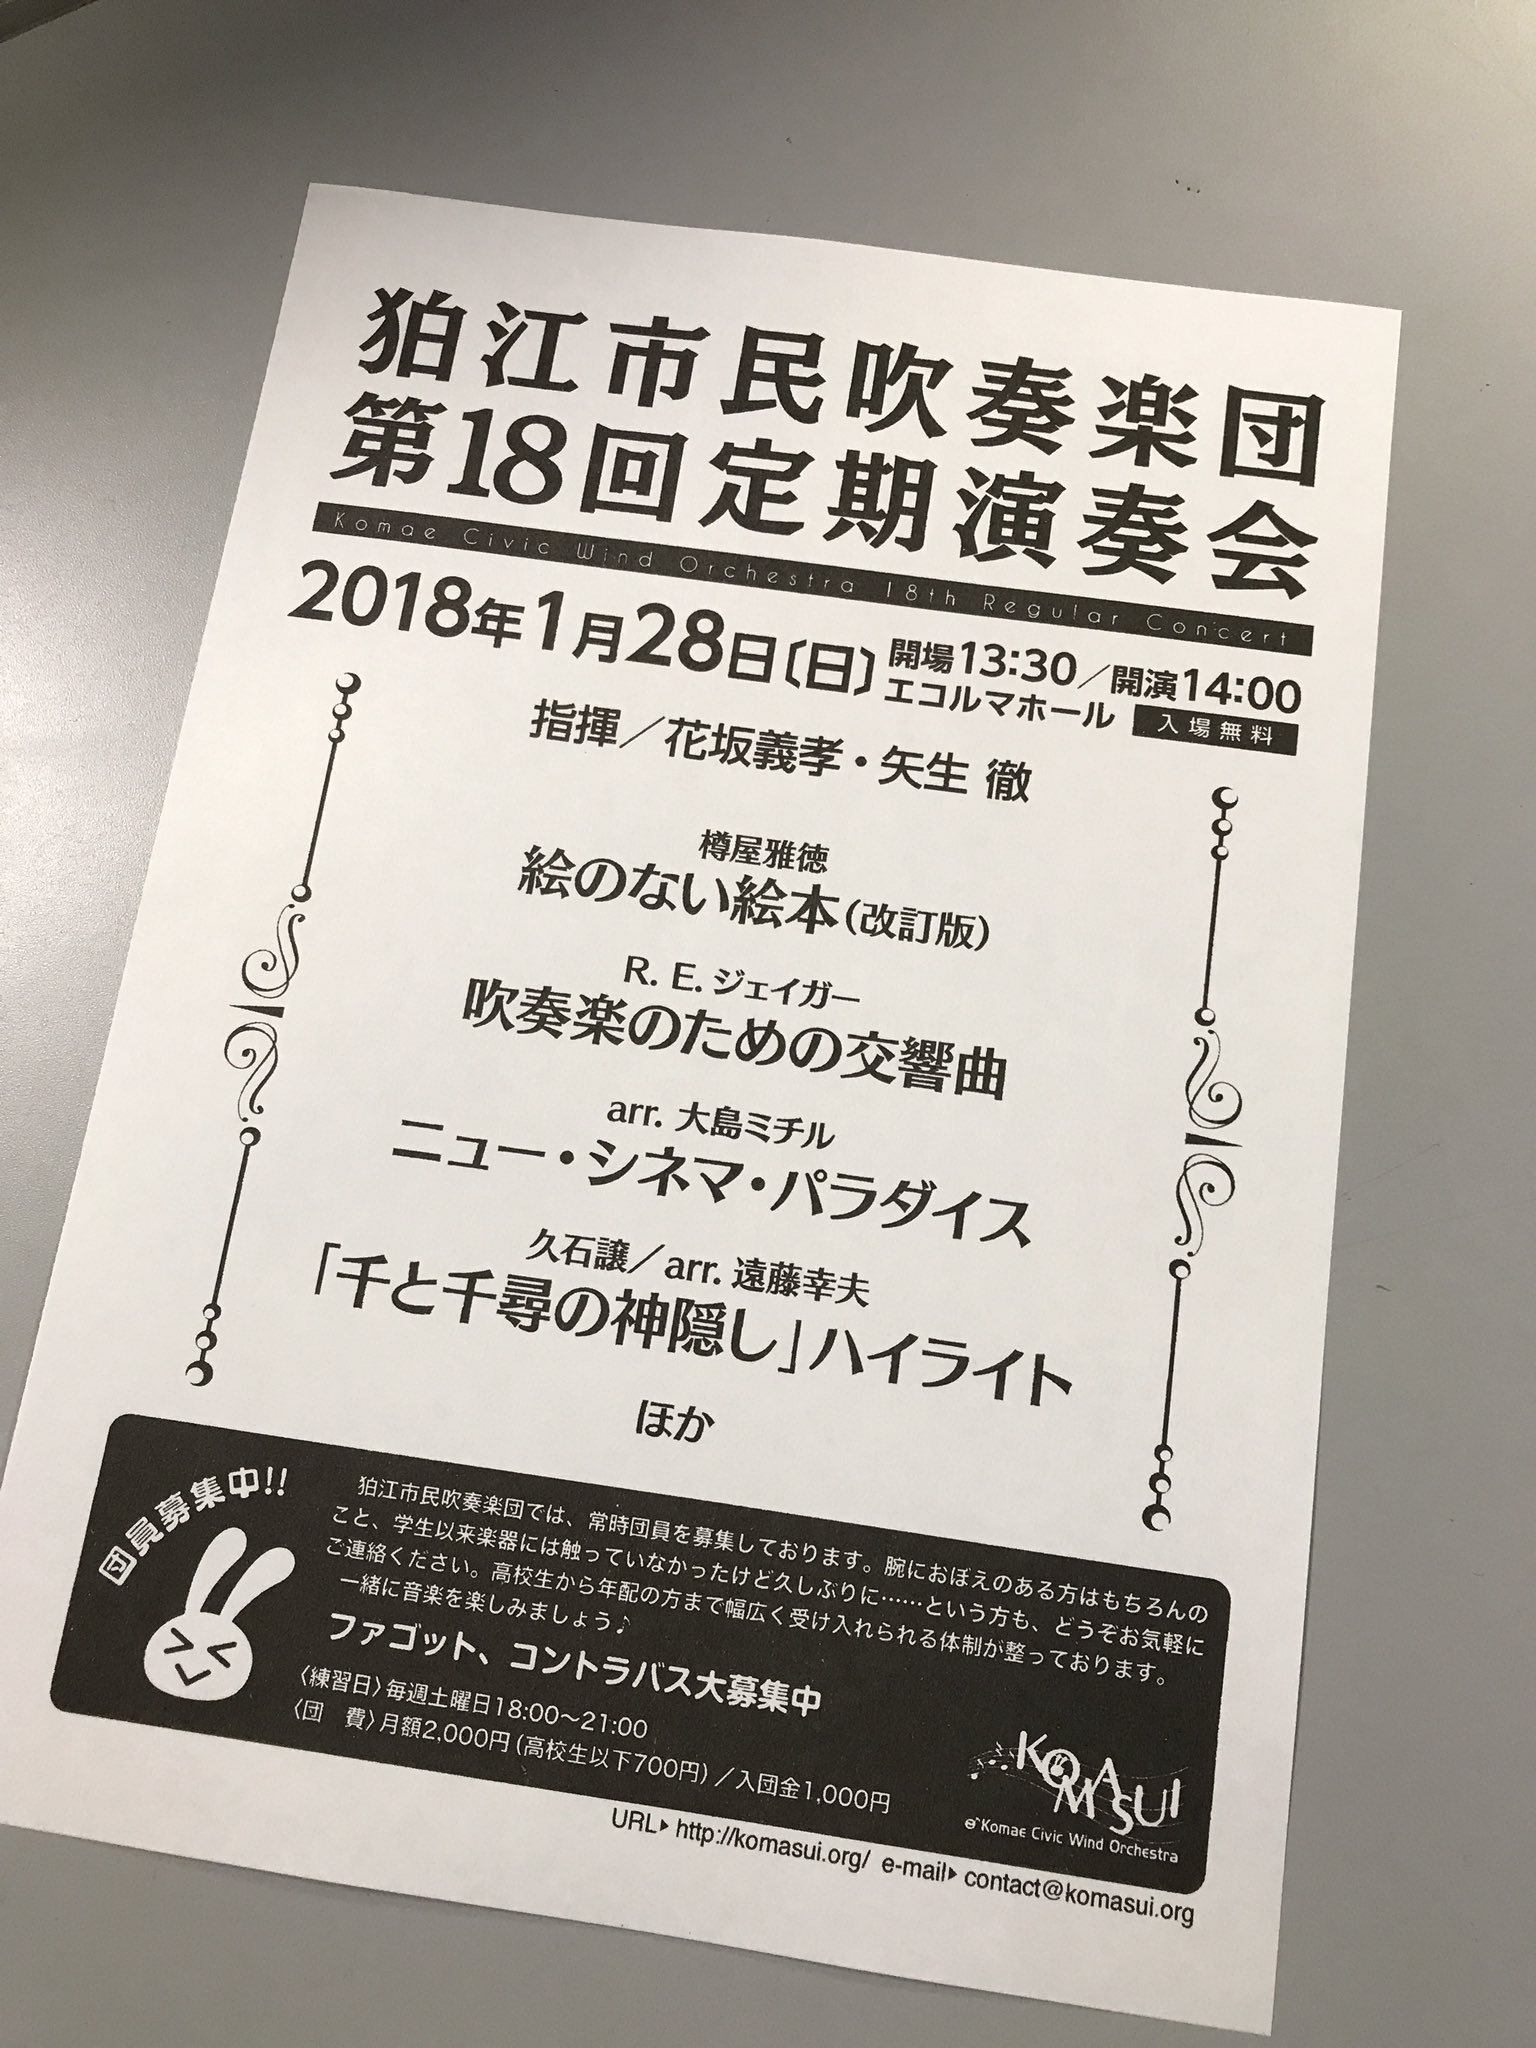 狛江市民吹奏楽団
第18回定期演奏会
Komae Civic Wind Orchestra 18th Regular Concert
2018年1月28日〔日〕開場13:30／開演14:00
エコルマホール 入場無料
指揮／花坂義孝・矢生 徹
樽屋雅徳
絵のない絵本（改訂版）
R. E. ジェイガー
吹奏楽のための交響曲
arr. 大島ミチル
ニュー・シネマ・パラダイス
久石譲／arr. 遠藤幸夫
「千と千尋の神隠し」ハイライト
ほか
団員募集中!!
狛江市民吹奏楽団では、常時団員を募集しております。腕におぼえのある方はもちろんの
こと、学生以来楽器には触っていなかったけど久しぶりに……という方も、どうぞお気軽に
ご連絡ください。高校生から年配の方まで幅広く受け入れられる体制が整っております。
一緒に音楽を楽しみましょう♪
ファゴット、コントラバス大募集中
〈練習日〉毎週土曜日18:00〜21:00
〈団　費〉月額2,000円（高校生以下700円）／入団金1,000円
KOMASUI
Komae Civic Wind Orchestra
URL▶ http://komasui.org/ e-mail▶ contact@komasui.org